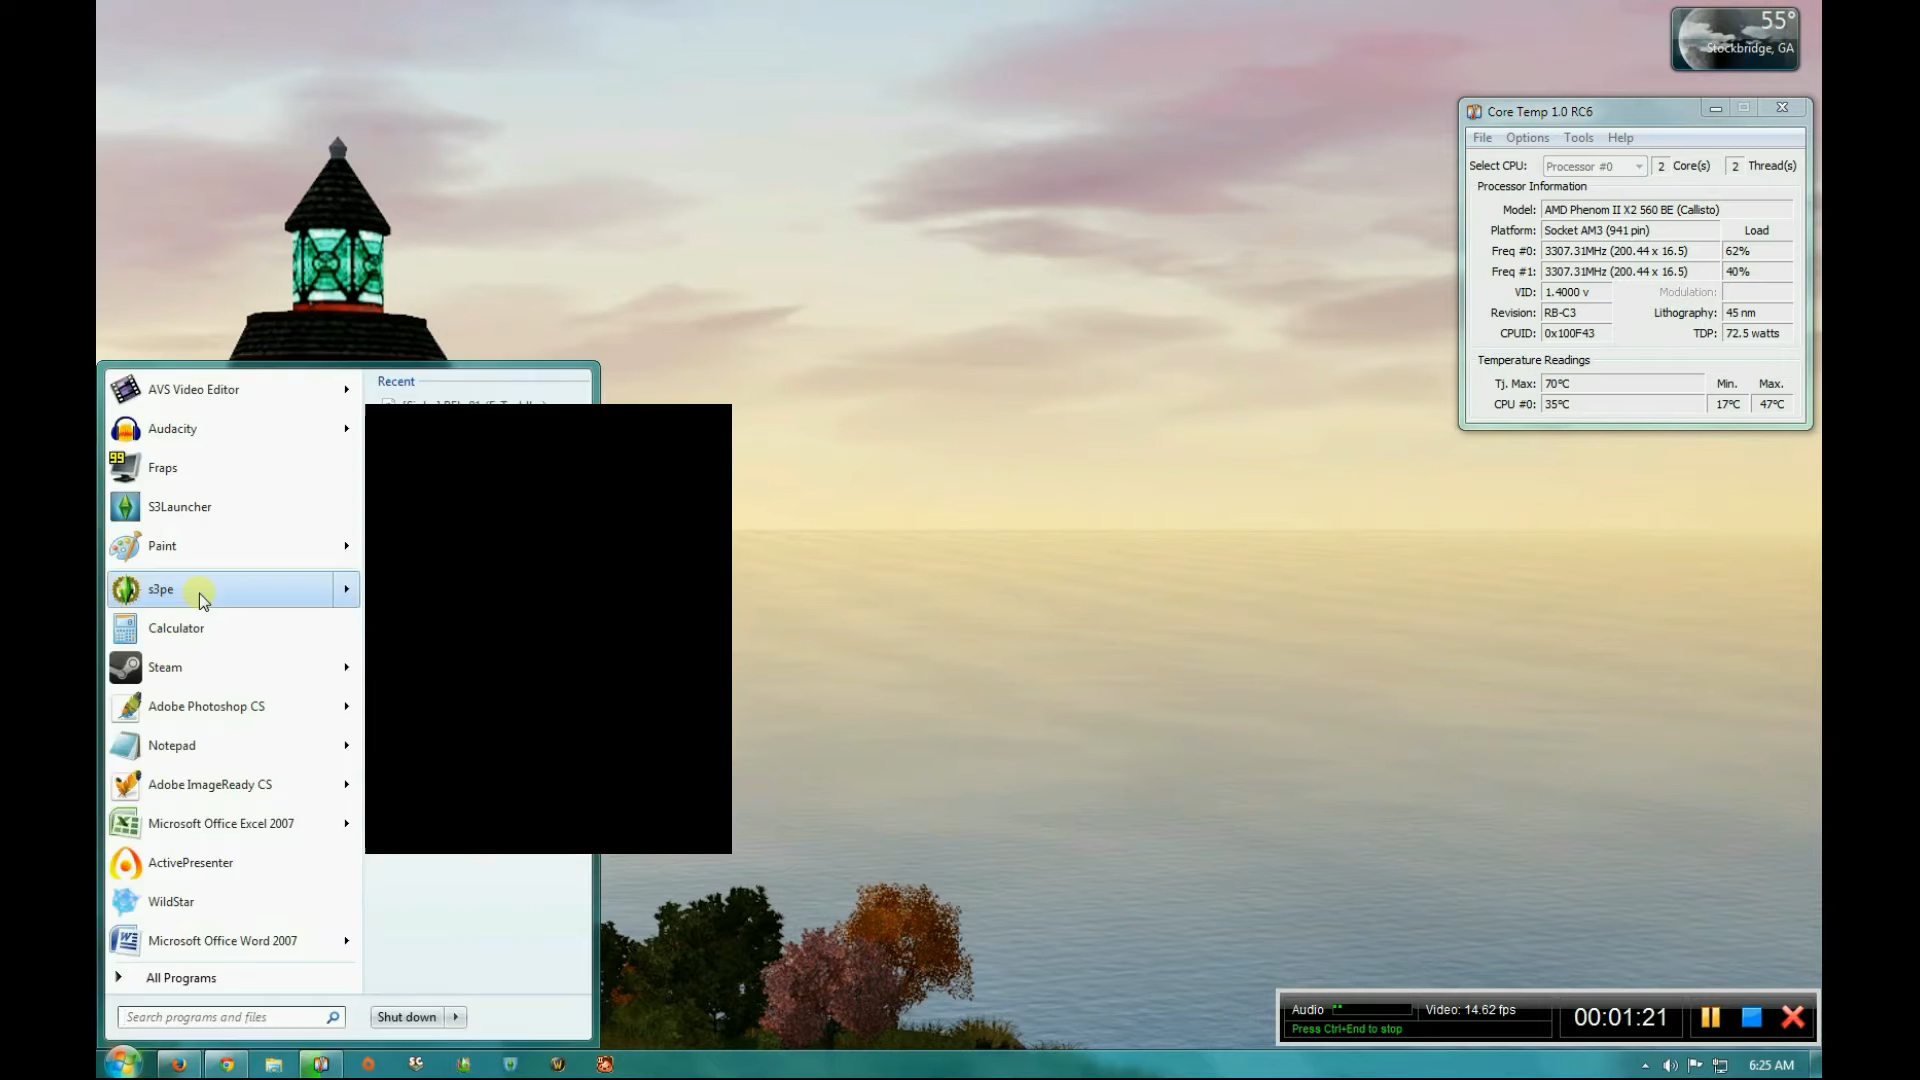 55°
Stockbridge, GA
Core Temp 1.0 RC6
File Options Tools Help
Select CPU: Processor #0 2 Core(s) 2 Thread(s)
Processor Information
Model: AMD Phenom II X2 560 BE (Callisto)
Platform: Socket AM3 (941 pin) Load
Freq #0: 3307.31MHz (200.44 x 16.5) 62%
Freq #1: 3307.31MHz (200.44 x 16.5) 40%
VID: 1.4000 v Modulation:
Revision: RB-C3 Lithography: 45 nm
CPUID: 0x100F43 TDP: 72.5 watts
Temperature Readings
Tj. Max: 70°C Min. Max.
CPU #0: 35°C 17°C 47°C
AVS Video Editor
Audacity
99
Fraps
S3Launcher
Paint
s3pe
Calculator
Steam
Adobe Photoshop CS
Notepad
Adobe ImageReady CS
Microsoft Office Excel 2007
ActivePresenter
WildStar
Microsoft Office Word 2007
All Programs
Search programs and files
Recent
Shut down
Audio Video: 14.62 fps
Press Ctrl+End to stop
00:01:21
SC
6:25 AM